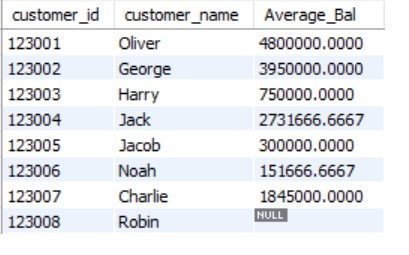 customer_id customer_name Average_Bal
123001 Oliver 4800000.0000
123002 George 3950000.0000
123003 Harry 750000.0000
123004 Jack 2731666.6667
123005 Jacob 300000.0000
123006 Noah 151666.6667
123007 Charlie 1845000.0000
123008 Robin NULL